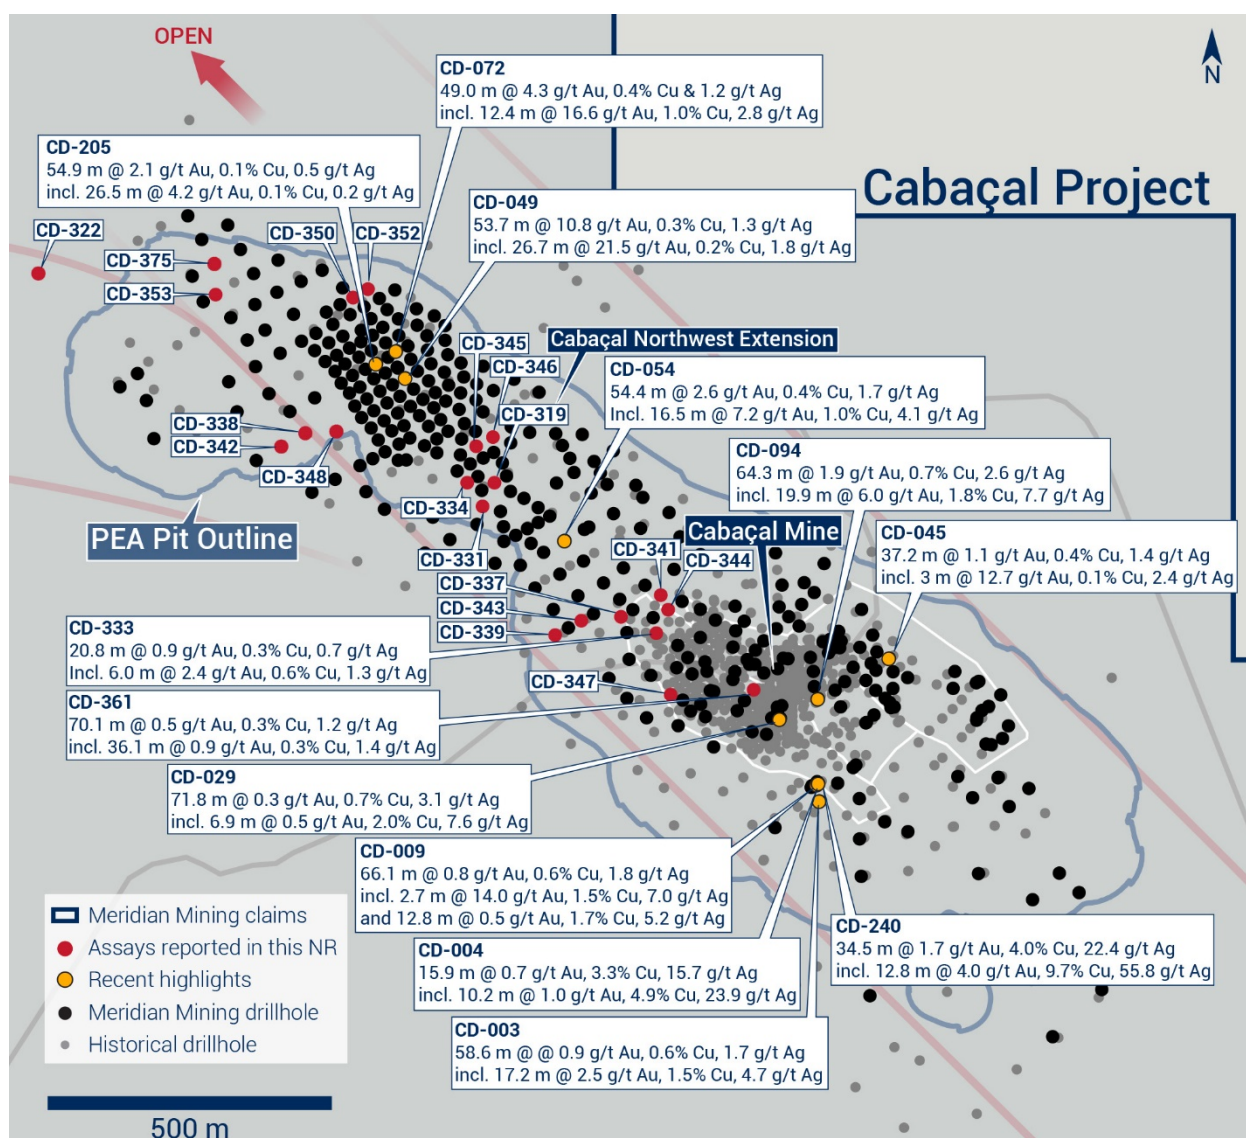 OPEN
N
CD-072
49.0 m @ 4.3 g/t Au, 0.4% Cu & 1.2 g/t Ag
incl. 12.4 m @ 16.6 g/t Au, 1.0% Cu, 2.8 g/t Ag
CD-205
54.9 m @ 2.1 g/t Au, 0.1% Cu, 0.5 g/t Ag
incl. 26.5 m @ 4.2 g/t Au, 0.1% Cu, 0.2 g/t Ag
Cabaçal Project
CD-049
53.7 m @ 10.8 g/t Au, 0.3% Cu, 1.3 g/t Ag
incl. 26.7 m @ 21.5 g/t Au, 0.2% Cu, 1.8 g/t Ag
CD-322
CD-350
CD-352
CD-375
CD-353
CD-345
Cabaçal Northwest Extension
CD-346
CD-319
CD-054
54.4 m @ 2.6 g/t Au, 0.4% Cu, 1.7 g/t Ag
Incl. 16.5 m @ 7.2 g/t Au, 1.0% Cu, 4.1 g/t Ag
CD-338
CD-342
CD-348
CD-334
CD-094
64.3 m @ 1.9 g/t Au, 0.7% Cu, 2.6 g/t Ag
incl. 19.9 m @ 6.0 g/t Au, 1.8% Cu, 7.7 g/t Ag
PEA Pit Outline
Cabaçal Mine
CD-045
37.2 m @ 1.1 g/t Au, 0.4% Cu, 1.4 g/t Ag
incl. 3 m @ 12.7 g/t Au, 0.1% Cu, 2.4 g/t Ag
CD-331
CD-341
CD-344
CD-337
CD-343
CD-339
CD-333
20.8 m @ 0.9 g/t Au, 0.3% Cu, 0.7 g/t Ag
Incl. 6.0 m @ 2.4 g/t Au, 0.6% Cu, 1.3 g/t Ag
CD-347
CD-361
70.1 m @ 0.5 g/t Au, 0.3% Cu, 1.2 g/t Ag
incl. 36.1 m @ 0.9 g/t Au, 0.3% Cu, 1.4 g/t Ag
CD-029
71.8 m @ 0.3 g/t Au, 0.7% Cu, 3.1 g/t Ag
incl. 6.9 m @ 0.5 g/t Au, 2.0% Cu, 7.6 g/t Ag
CD-009
66.1 m @ 0.8 g/t Au, 0.6% Cu, 1.8 g/t Ag
incl. 2.7 m @ 14.0 g/t Au, 1.5% Cu, 7.0 g/t Ag
and 12.8 m @ 0.5 g/t Au, 1.7% Cu, 5.2 g/t Ag
CD-240
34.5 m @ 1.7 g/t Au, 4.0% Cu, 22.4 g/t Ag
incl. 12.8 m @ 4.0 g/t Au, 9.7% Cu, 55.8 g/t Ag
CD-004
15.9 m @ 0.7 g/t Au, 3.3% Cu, 15.7 g/t Ag
incl. 10.2 m @ 1.0 g/t Au, 4.9% Cu, 23.9 g/t Ag
CD-003
58.6 m @ @ 0.9 g/t Au, 0.6% Cu, 1.7 g/t Ag
incl. 17.2 m @ 2.5 g/t Au, 1.5% Cu, 4.7 g/t Ag
Meridian Mining claims
Assays reported in this NR
Recent highlights
Meridian Mining drillhole
Historical drillhole
500 m